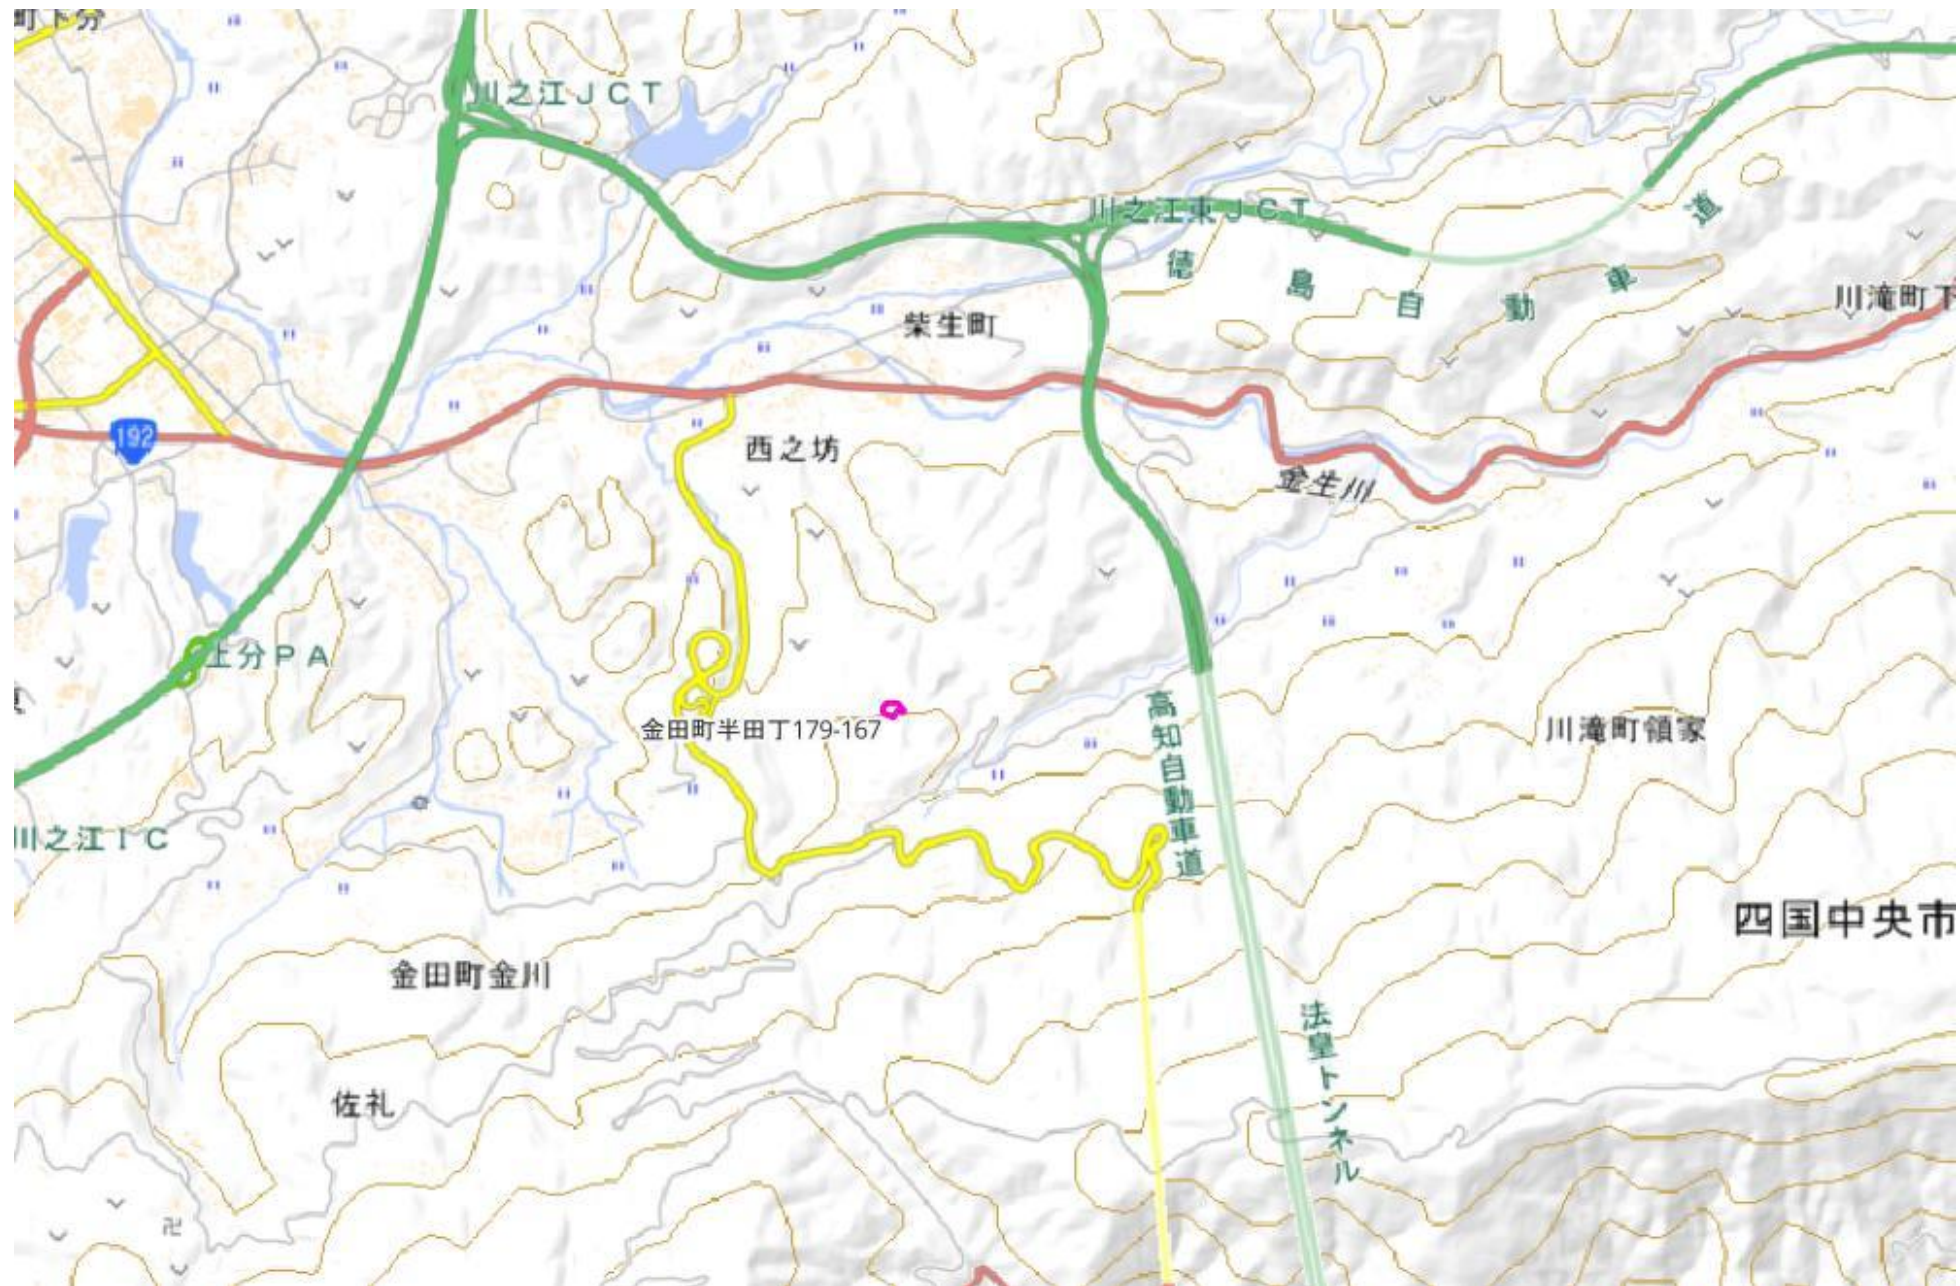 川之江JCT
川之江東JCT
徳島自動車道
川滝町下
柴生町
192
西之坊
金生川
上分PA
金田町半田丁179-167
高知自動車道
川滝町領家
川之江IC
四国中央市
金田町金川
法皇トンネル
佐礼